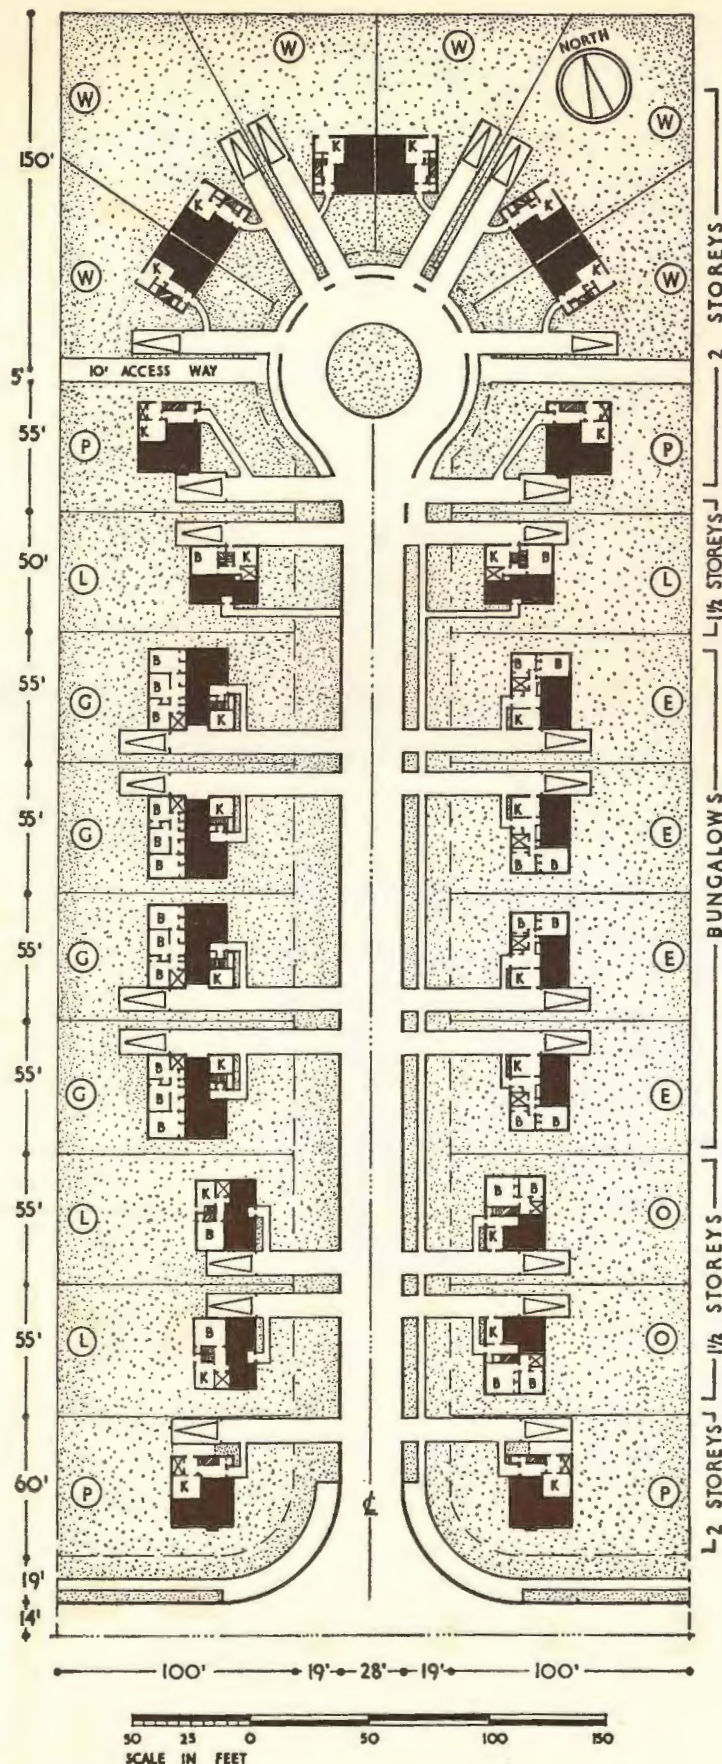 NORTH
W W
W W
150'
K K
K K
2 STOREYS
K K
W W
5' 10' ACCESS WAY
55'
K K
P P
50'
B K K B
L L
1½ STOREYS
55'
B B B
B
G E
B K K
55'
B K K
B
G E
B B B
BUNGALOWS
55'
B B B
B
G E
B K K
55'
B K K
B
G E
B B B
55'
K B B
L O
B K
1½ STOREYS
55'
B K
L O
K B B
60'
K K
P P
2 STOREYS
℄
19'
14'
100' 19' 28' 19' 100'
50 25 0 50 100 150
SCALE IN FEET